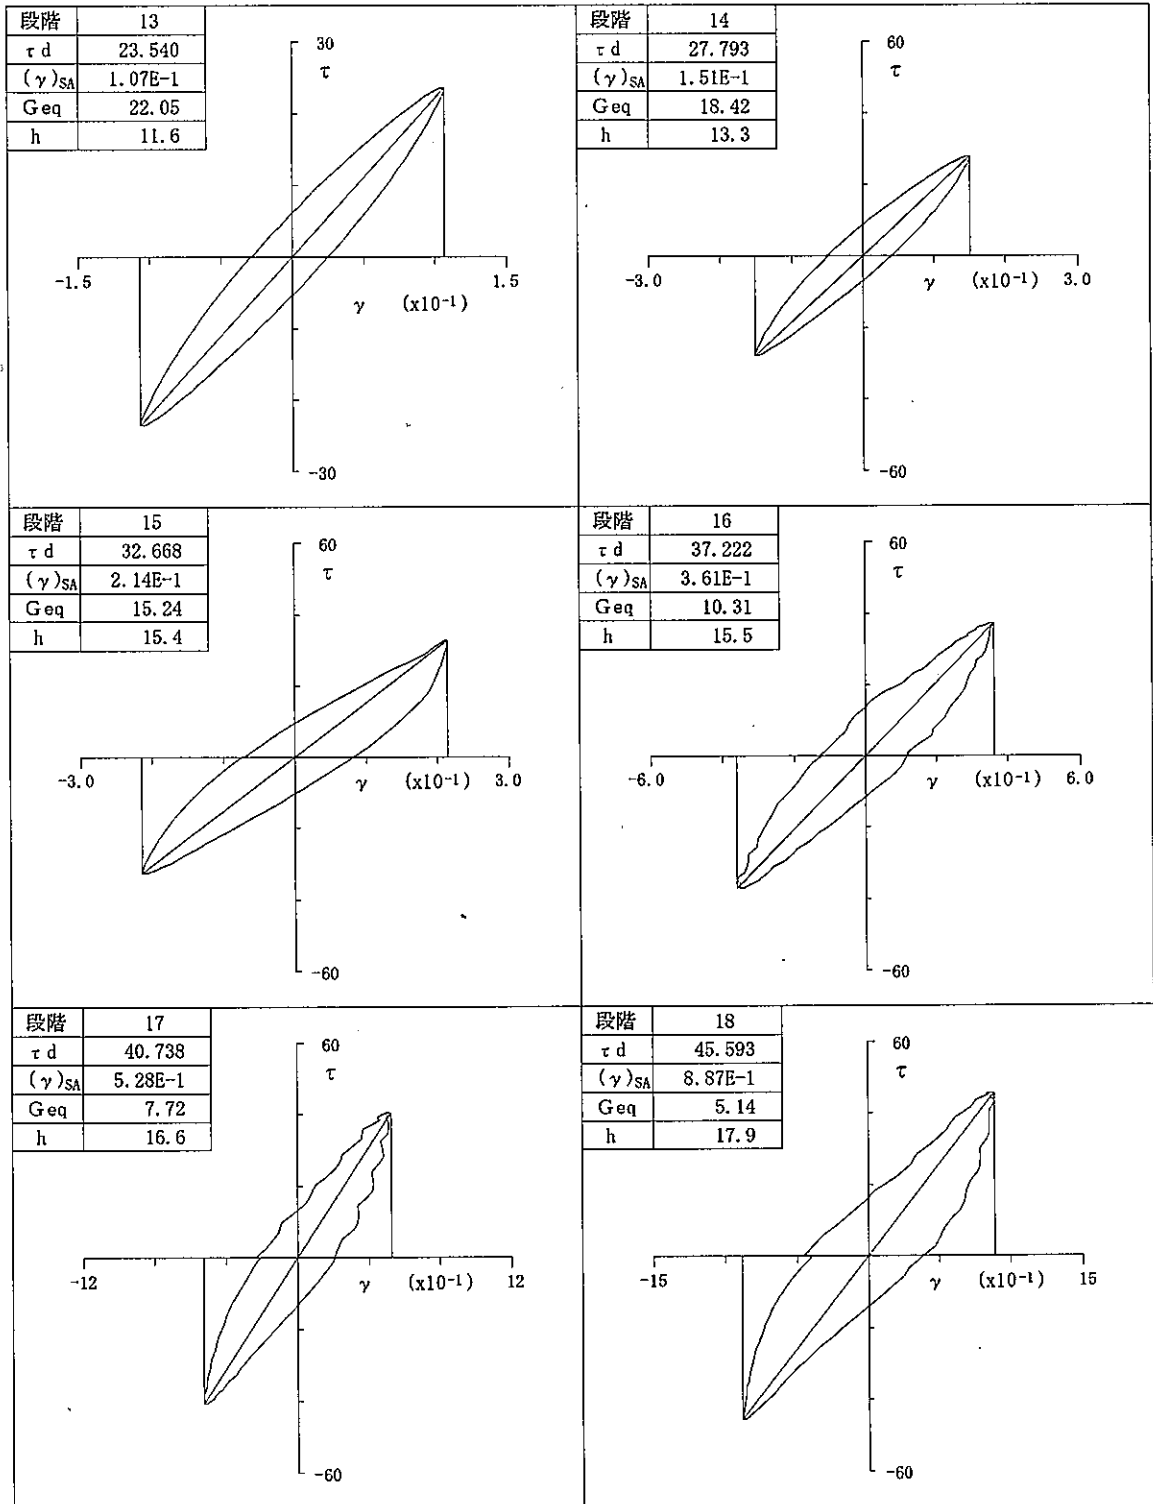 段階 13
τd 23.540
(γ)SA 1.07E-1
Geq 22.05
h 11.6
30
τ
-1.5
γ (x10⁻¹)
1.5
-30
段階 14
τd 27.793
(γ)SA 1.51E-1
Geq 18.42
h 13.3
60
τ
-3.0
γ (x10⁻¹) 3.0
-60
段階 15
τd 32.668
(γ)SA 2.14E-1
Geq 15.24
h 15.4
60
τ
-3.0
γ (x10⁻¹) 3.0
-60
段階 16
τd 37.222
(γ)SA 3.61E-1
Geq 10.31
h 15.5
60
τ
-6.0
γ (x10⁻¹) 6.0
-60
段階 17
τd 40.738
(γ)SA 5.28E-1
Geq 7.72
h 16.6
60
τ
-12
γ (x10⁻¹) 12
-60
段階 18
τd 45.593
(γ)SA 8.87E-1
Geq 5.14
h 17.9
60
τ
-15
γ (x10⁻¹) 15
-60